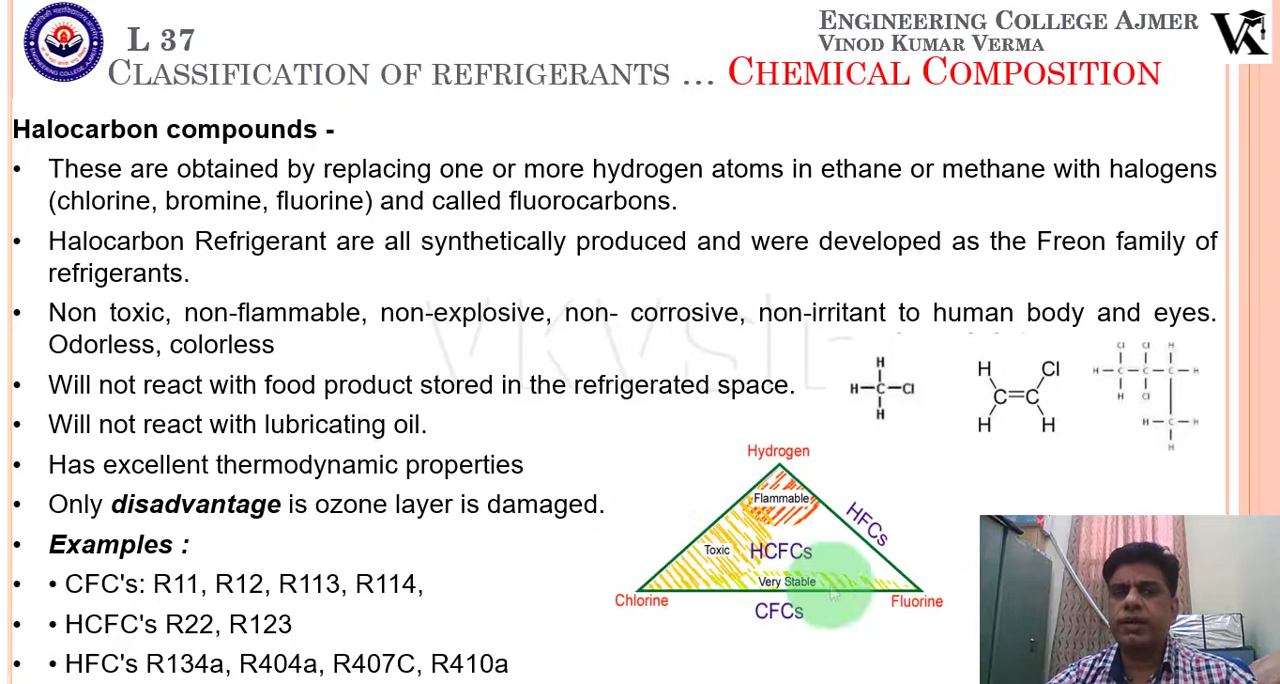 L 37
ENGINEERING COLLEGE AJMER
VINOD KUMAR VERMA
CLASSIFICATION OF REFRIGERANTS ... CHEMICAL COMPOSITION
Halocarbon compounds -
• These are obtained by replacing one or more hydrogen atoms in ethane or methane with halogens
(chlorine, bromine, fluorine) and called fluorocarbons.
• Halocarbon Refrigerant are all synthetically produced and were developed as the Freon family of
refrigerants.
• Non toxic, non-flammable, non-explosive, non- corrosive, non-irritant to human body and eyes.
Odorless, colorless
• Will not react with food product stored in the refrigerated space.
• Will not react with lubricating oil.
• Has excellent thermodynamic properties
• Only disadvantage is ozone layer is damaged.
• Examples :
• • CFC's: R11, R12, R113, R114,
• • HCFC's R22, R123
• • HFC's R134a, R404a, R407C, R410a
H
H—C—Cl
H
H Cl
C=C
H H
Cl Cl H
H—C—C—C—H
H Cl
H—C—H
H
Hydrogen
Flammable
HFCs
Toxic HCFCs
Very Stable
Chlorine Fluorine
CFCs